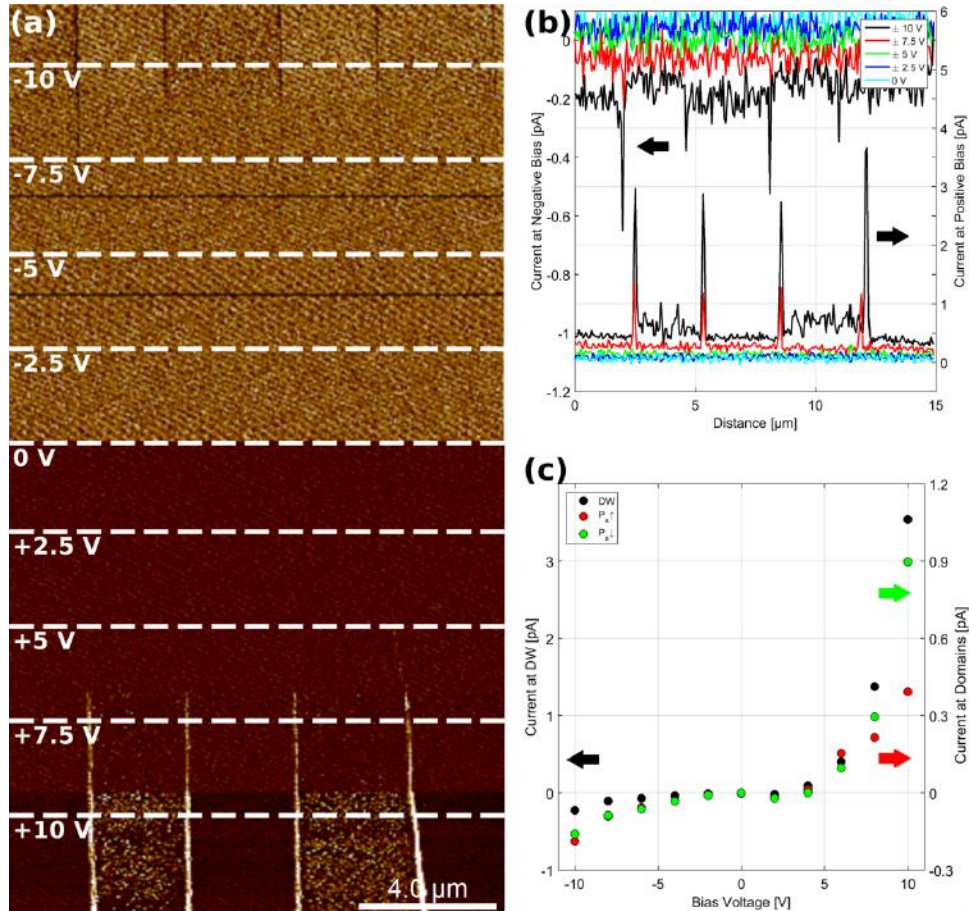 (a)
-10 V
-7.5 V
-5 V
-2.5 V
0 V
+2.5 V
+5 V
+7.5 V
+10 V
4.0 µm
(b)
0
-0.2
-0.4
-0.6
-0.8
-1
-1.2
Current at Negative Bias [pA]
0
5
10
15
Distance [µm]
6
5
4
3
2
1
0
Current at Positive Bias [pA]
± 10 V
± 7.5 V
± 5 V
± 2.5 V
0 V
(c)
DW
Ps↑
Ps↓
3
2
1
0
-1
Current at DW [pA]
-10
-5
0
5
10
Bias Voltage [V]
1.2
0.9
0.6
0.3
0
-0.3
Current at Domains [pA]